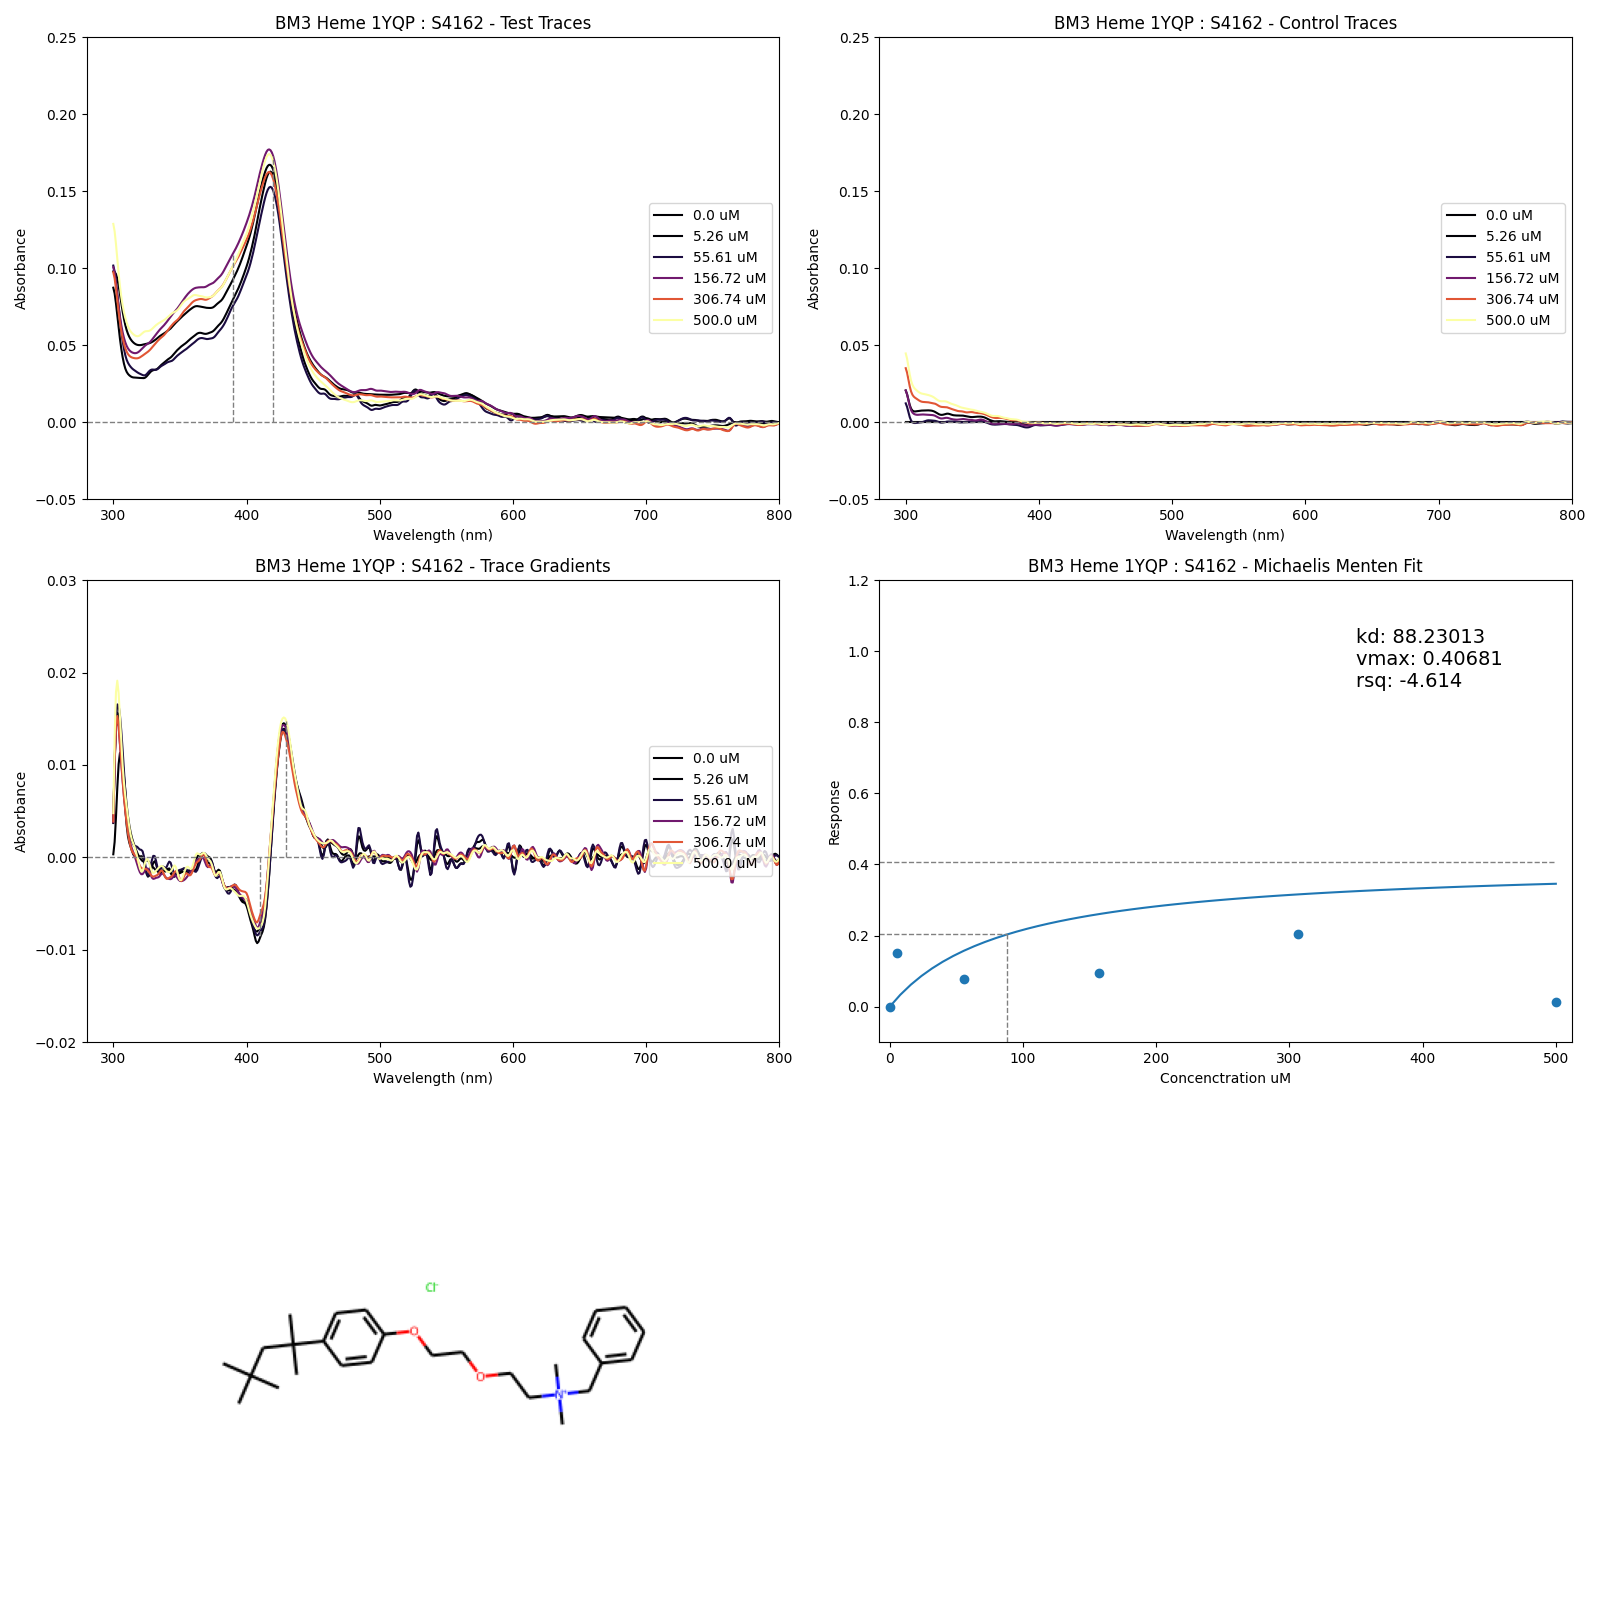 BM3 Heme 1YQP : S4162 - Test Traces
0.25
0.20
0.15
0.10
0.05
0.00
−0.05
Absorbance
300 400 500 600 700 800
Wavelength (nm)
0.0 uM
5.26 uM
55.61 uM
156.72 uM
306.74 uM
500.0 uM
BM3 Heme 1YQP : S4162 - Control Traces
0.25
0.20
0.15
0.10
0.05
0.00
−0.05
Absorbance
300 400 500 600 700 800
Wavelength (nm)
0.0 uM
5.26 uM
55.61 uM
156.72 uM
306.74 uM
500.0 uM
BM3 Heme 1YQP : S4162 - Trace Gradients
0.03
0.02
0.01
0.00
−0.01
−0.02
Absorbance
300 400 500 600 700 800
Wavelength (nm)
0.0 uM
5.26 uM
55.61 uM
156.72 uM
306.74 uM
500.0 uM
BM3 Heme 1YQP : S4162 - Michaelis Menten Fit
1.2
1.0
0.8
0.6
0.4
0.2
0.0
Response
kd: 88.23013
vmax: 0.40681
rsq: -4.614
0 100 200 300 400 500
Concenctration uM
Cl-
O
O
N+